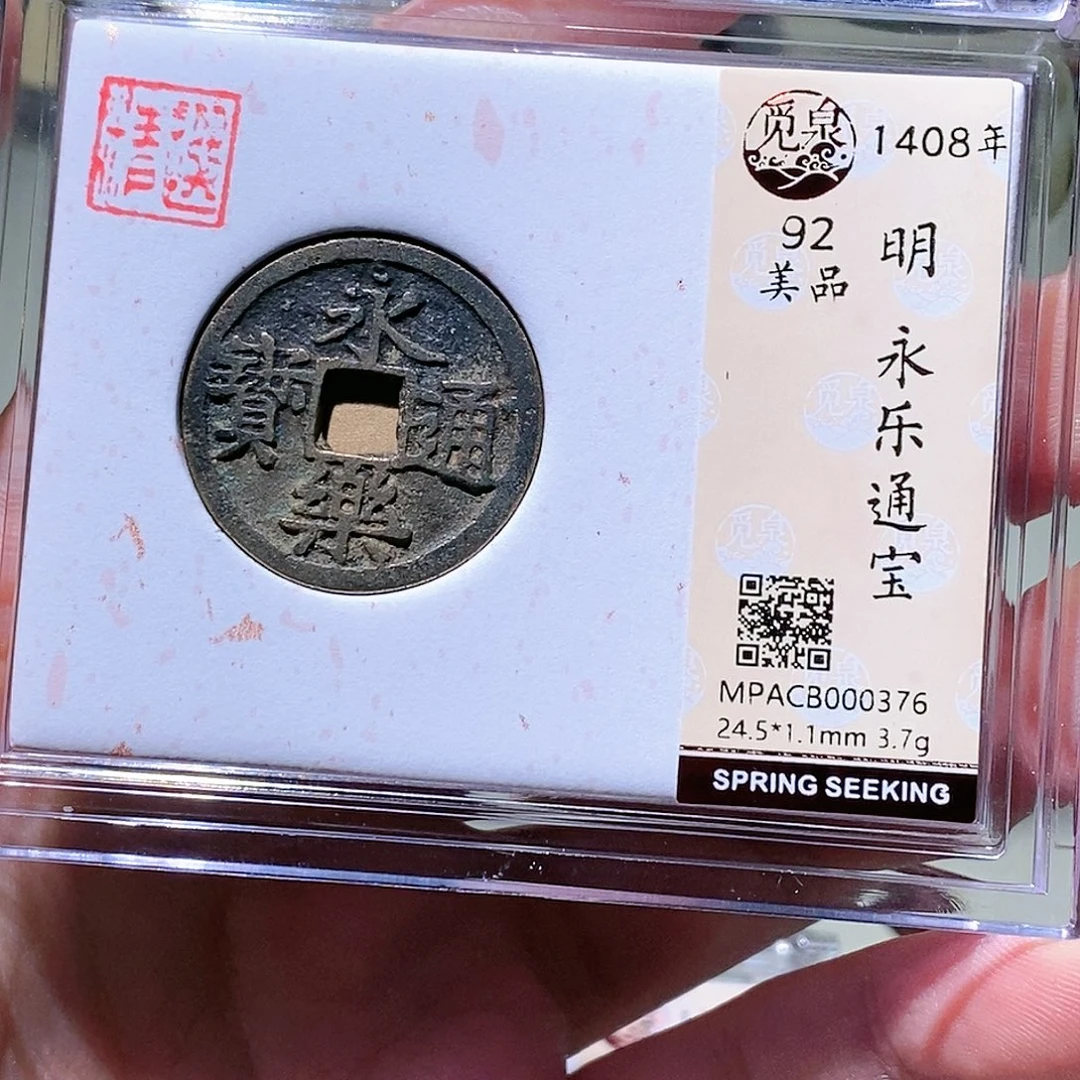 永樂通寳
觅泉
1408年
92
美品
明 永乐通宝
MPACB000376
24.5*1.1mm 3.7g
SPRING SEEKING